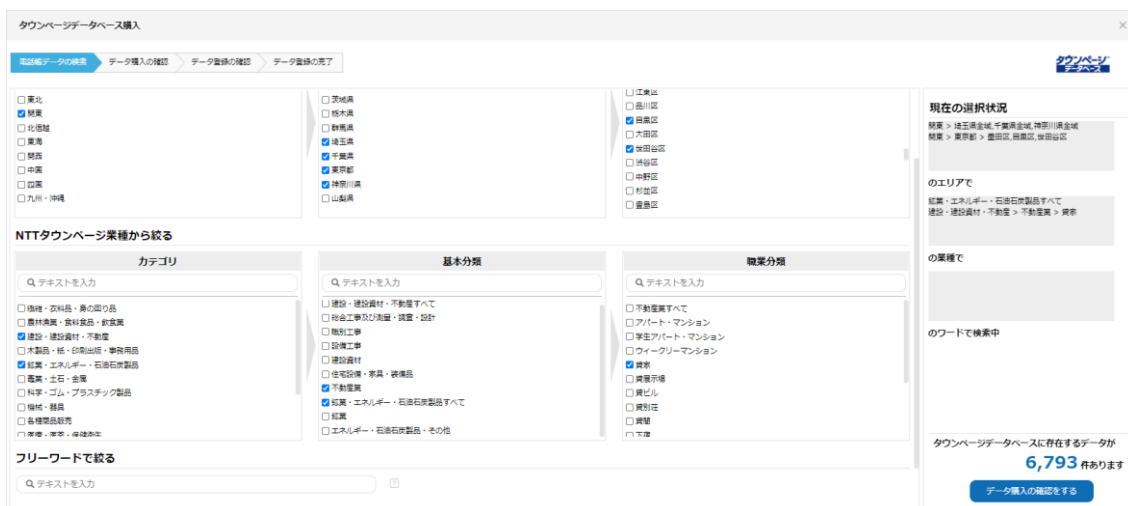 タウンページデータベース購入
×
電話帳データの検索
データ購入の確認
データ登録の確認
データ登録の完了
タウンページ
データベース
東北
関東
北信越
東海
関西
中国
四国
九州・沖縄
茨城県
栃木県
群馬県
埼玉県
千葉県
東京都
神奈川県
山梨県
江東区
品川区
目黒区
大田区
世田谷区
渋谷区
中野区
杉並区
豊島区
NTTタウンページ業種から絞る
カテゴリ
テキストを入力
繊維・衣料品・身の回り品
農林漁業・食料食品・飲食業
建設・建設資材・不動産
木製品・紙・印刷出版・事務用品
鉱業・エネルギー・石油石炭製品
窯業・土石・金属
科学・ゴム・プラスチック製品
機械・器具
各種商品販売
医療・医薬・保健衛生
基本分類
テキストを入力
建設・建設資材・不動産すべて
総合工事及び測量・調査・設計
職別工事
設備工事
建設資材
住宅設備・家具・装備品
不動産業
鉱業・エネルギー・石油石炭製品すべて
鉱業
エネルギー・石油石炭製品・その他
職業分類
テキストを入力
不動産業すべて
アパート・マンション
学生アパート・マンション
ウィークリーマンション
貸家
貸展示場
貸ビル
貸別荘
貸間
下宿
フリーワードで絞る
テキストを入力
現在の選択状況
関東 > 埼玉県全域,千葉県全域,神奈川県全域
関東 > 東京都 > 墨田区,目黒区,世田谷区
のエリアで
鉱業・エネルギー・石油石炭製品すべて
建設・建設資材・不動産 > 不動産業 > 貸家
の業種で
のワードで検索中
タウンページデータベースに存在するデータが
6,793 件あります
データ購入の確認をする